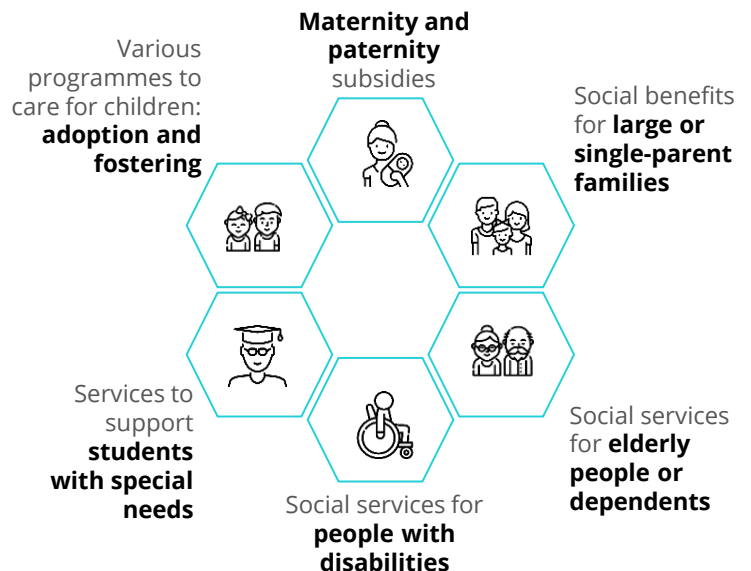 Maternity and
paternity
subsidies
Various
programmes to
care for children:
adoption and
fostering
Social benefits
for large or
single-parent
families
Services to
support
students
with special
needs
Social services for
people with
disabilities
Social services
for elderly
people or
dependents